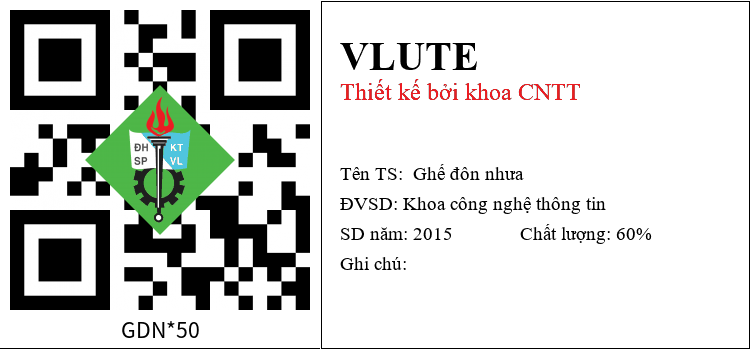 ĐH KT
SP VL
GDN*50
VLUTE
Thiết kế bởi khoa CNTT
Tên TS: Ghế đôn nhưa
ĐVSD: Khoa công nghệ thông tin
SD năm: 2015 Chất lượng: 60%
Ghi chú: